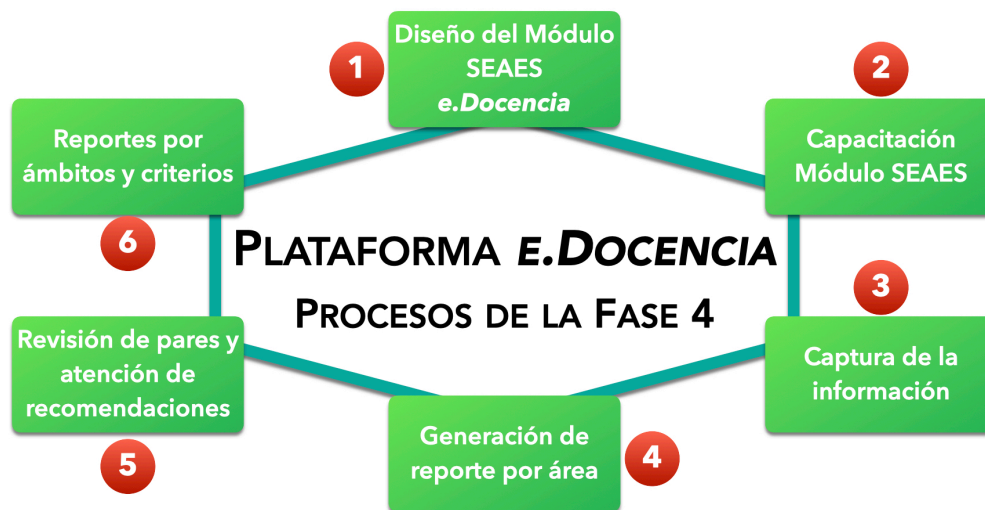 Diseño del Módulo
SEAES
e.Docencia
1
2
Capacitación
Módulo SEAES
Reportes por
ámbitos y criterios
6
PLATAFORMA E.DOCENCIA
PROCESOS DE LA FASE 4
3
Captura de la
información
Revisión de pares y
atención de
recomendaciones
5
Generación de
reporte por área
4